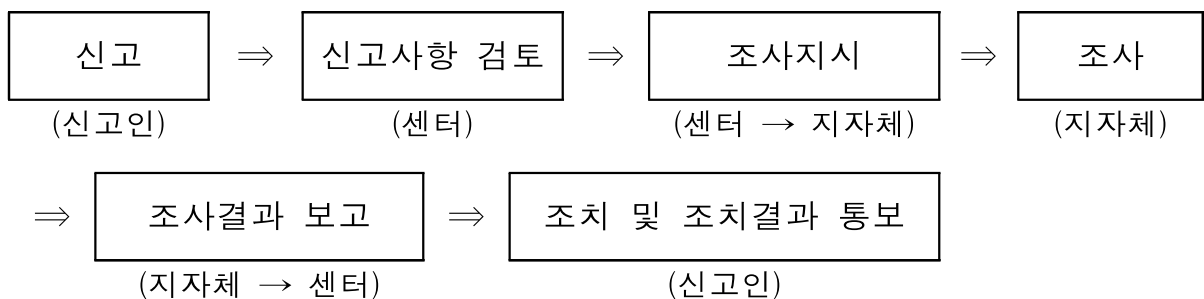 신고 ⇒ 신고사항 검토 ⇒ 조사지시 ⇒ 조사
(신고인) (센터) (센터 → 지자체) (지자체)
⇒ 조사결과 보고 ⇒ 조치 및 조치결과 통보
(지자체 → 센터) (신고인)